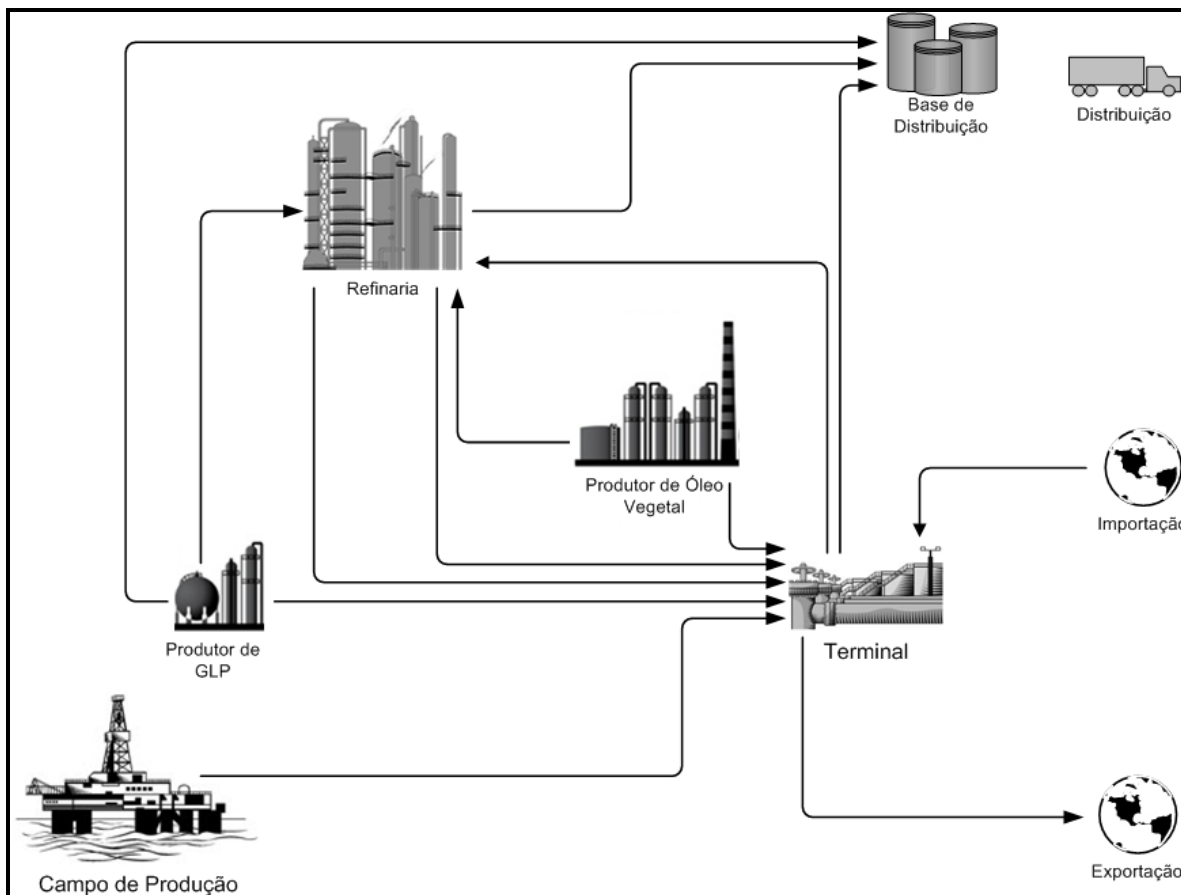 Base de
Distribuição
Distribuição
Refinaria
Produtor de Óleo
Vegetal
Importação
Produtor de
GLP
Terminal
Campo de Produção
Exportação